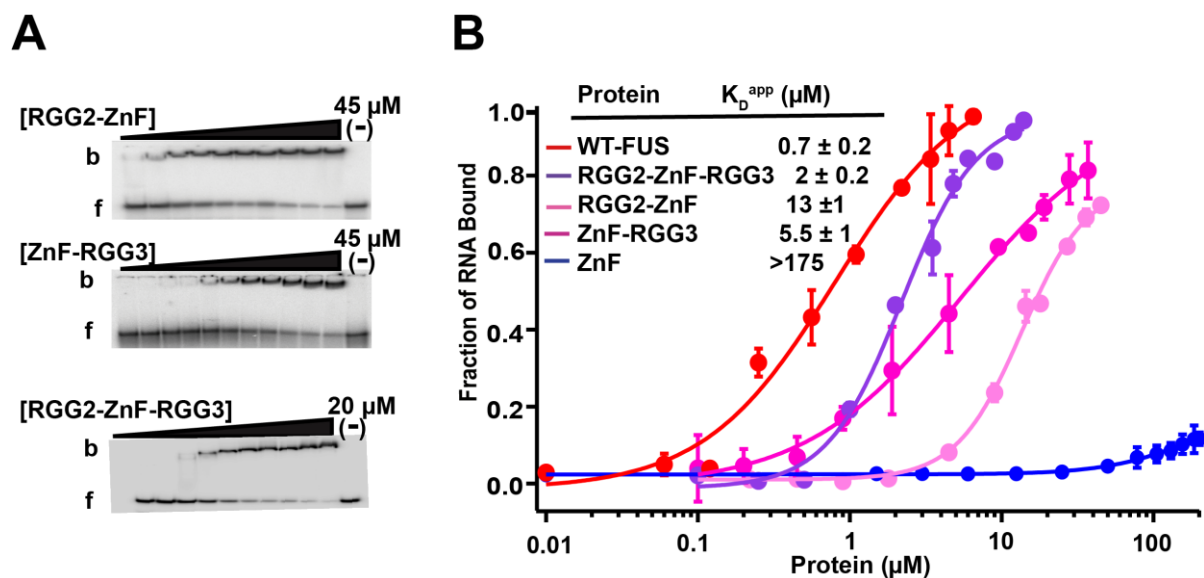 A
[RGG2-ZnF]
45 µM
(-)
b
f
[ZnF-RGG3]
45 µM
(-)
b
f
[RGG2-ZnF-RGG3]
20 µM
(-)
b
f
B
Protein K_D^app (µM)
WT-FUS 0.7 ± 0.2
RGG2-ZnF-RGG3 2 ± 0.2
RGG2-ZnF 13 ±1
ZnF-RGG3 5.5 ± 1
ZnF >175
Fraction of RNA Bound
1.0
0.8
0.6
0.4
0.2
0.0
0.01 0.1 1 10 100
Protein (µM)